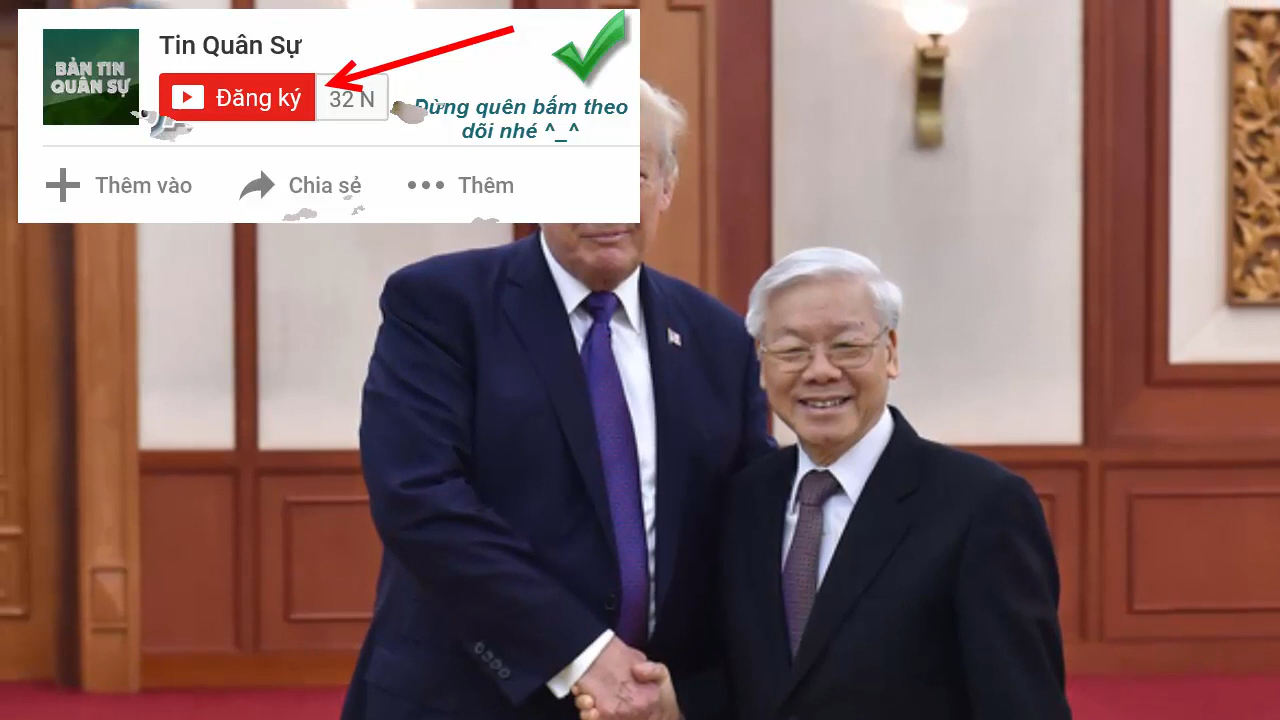 Tin Quân Sự
BẢN TIN
QUÂN SỰ
Đăng ký
32 N
Đừng quên bấm theo
dõi nhé ^_^
Thêm vào
Chia sẻ
Thêm